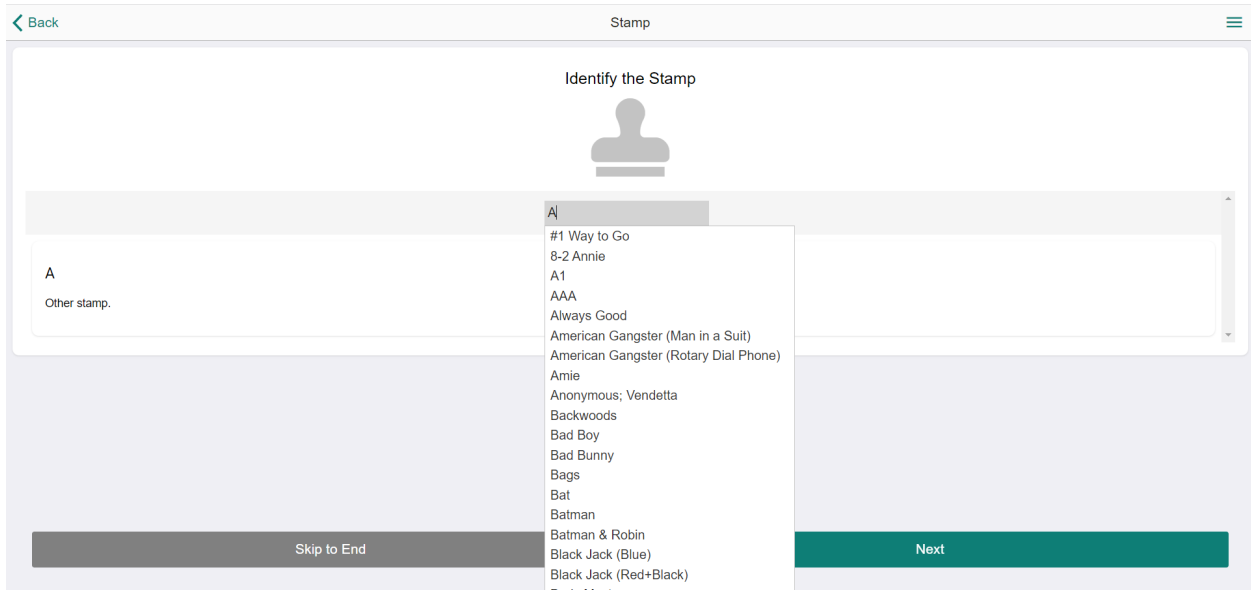 Back
Stamp
Identify the Stamp
A
#1 Way to Go
8-2 Annie
A1
AAA
Always Good
American Gangster (Man in a Suit)
American Gangster (Rotary Dial Phone)
Amie
Anonymous; Vendetta
Backwoods
Bad Boy
Bad Bunny
Bags
Bat
Batman
Batman & Robin
Black Jack (Blue)
Black Jack (Red+Black)
A
Other stamp.
Skip to End
Next